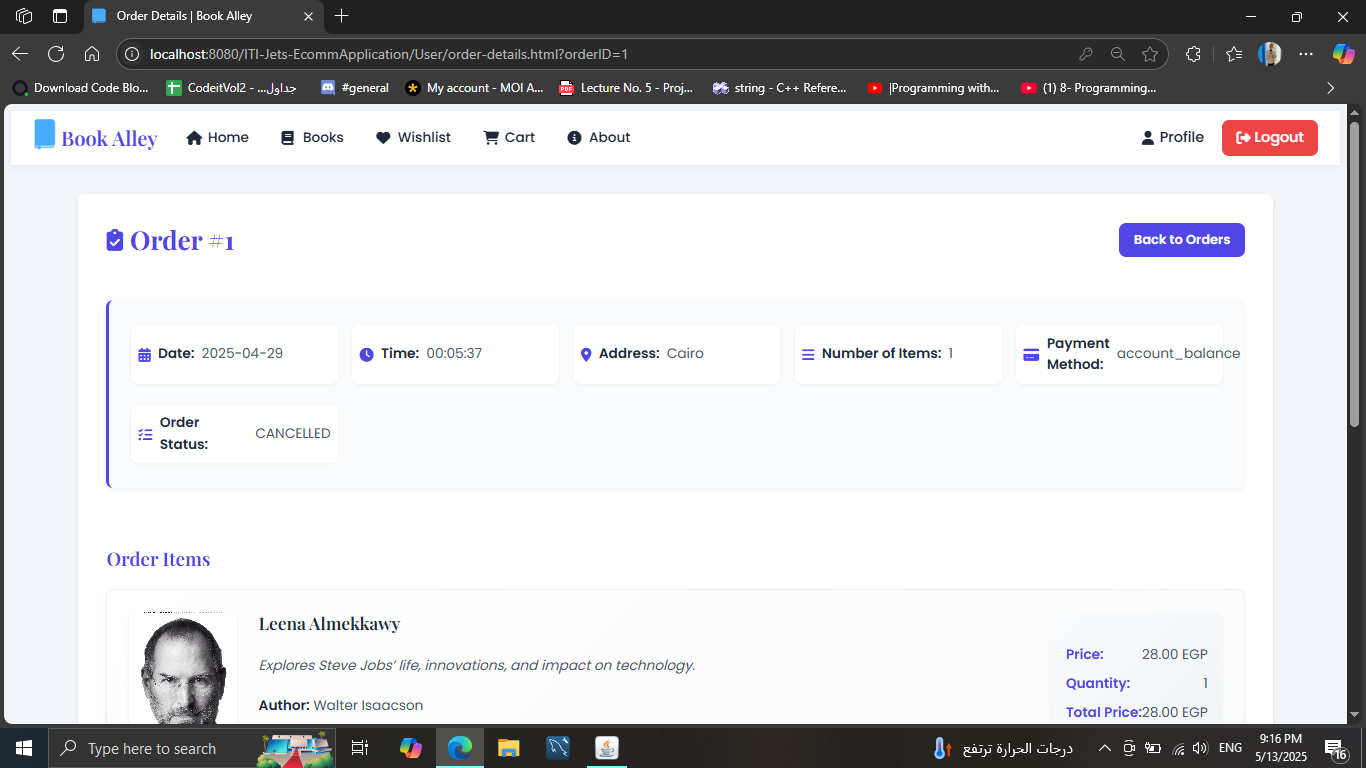 Order Details | Book Alley
localhost:8080/ITI-Jets-EcommApplication/User/order-details.html?orderID=1
Download Code Blo... CodeitVol2 - ...جداول #general My account - MOI A... Lecture No. 5 - Proj... string - C++ Refere... |Programming with... (1) 8- Programming...
Book Alley Home Books Wishlist Cart About Profile Logout
Order #1 Back to Orders
Date: 2025-04-29 Time: 00:05:37 Address: Cairo Number of Items: 1 Payment Method: account_balance
Order Status: CANCELLED
Order Items
Leena Almekkawy
Explores Steve Jobs’ life, innovations, and impact on technology.
Author: Walter Isaacson
Price: 28.00 EGP
Quantity: 1
Total Price:28.00 EGP
Type here to search درجات الحرارة ترتفع ENG 9:16 PM
5/13/2025 16